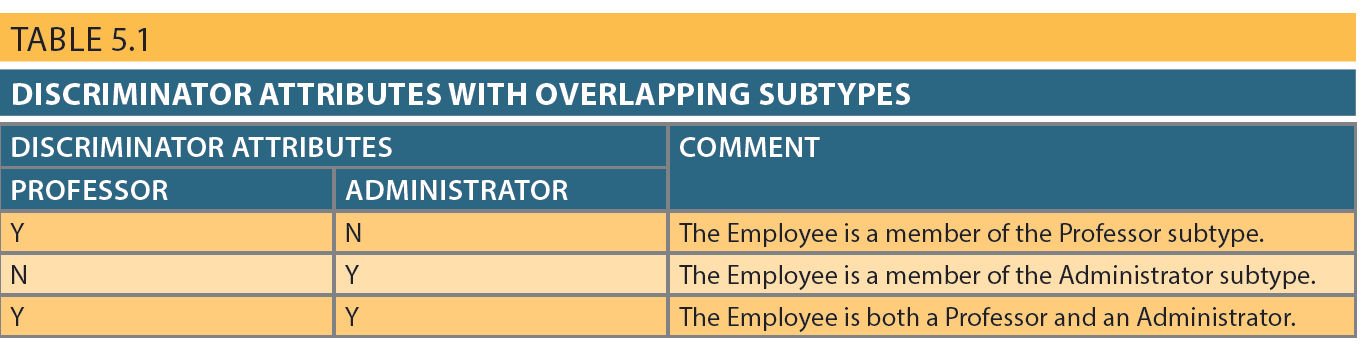 TABLE 5.1
DISCRIMINATOR ATTRIBUTES WITH OVERLAPPING SUBTYPES
DISCRIMINATOR ATTRIBUTES COMMENT
PROFESSOR ADMINISTRATOR
Y N The Employee is a member of the Professor subtype.
N Y The Employee is a member of the Administrator subtype.
Y Y The Employee is both a Professor and an Administrator.